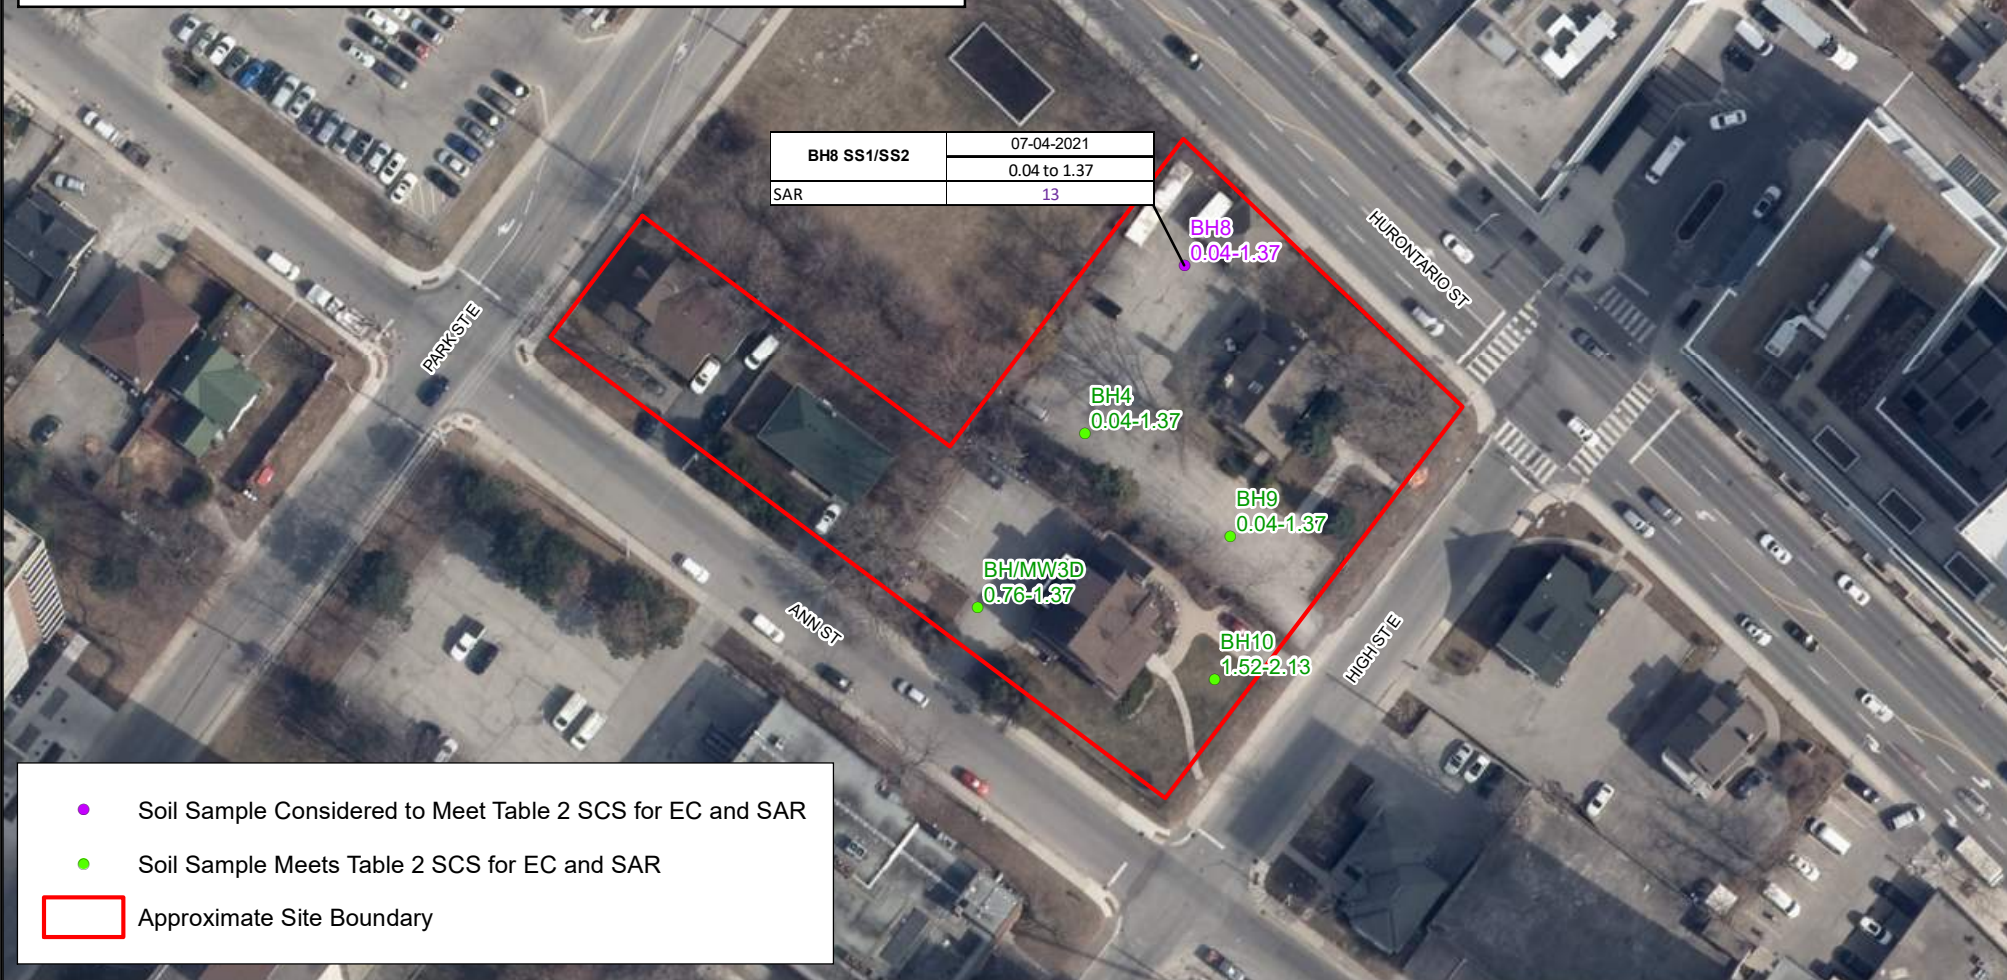 BH8 SS1/SS2
07-04-2021
0.04 to 1.37
SAR
13
BH8
0.04-1.37
HURONTARIO ST
PARK ST E
BH4
0.04-1.37
BH9
0.04-1.37
BH/MW3D
0.76-1.37
ANN ST
BH10
1.52-2.13
HIGH ST E
Soil Sample Considered to Meet Table 2 SCS for EC and SAR
Soil Sample Meets Table 2 SCS for EC and SAR
Approximate Site Boundary